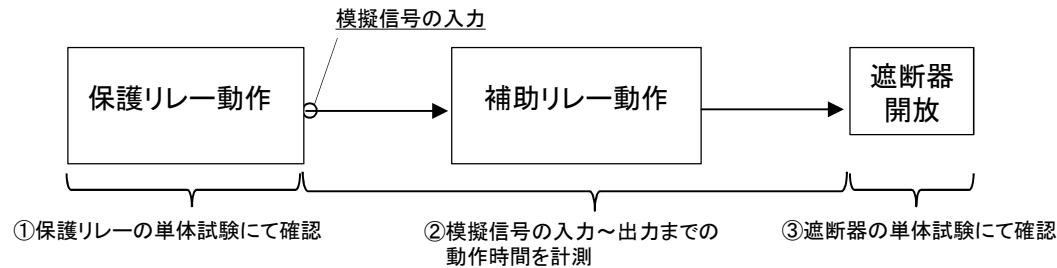 模擬信号の入力
保護リレー動作
補助リレー動作
遮断器
開放
①保護リレーの単体試験にて確認
②模擬信号の入力～出力までの
動作時間を計測
③遮断器の単体試験にて確認